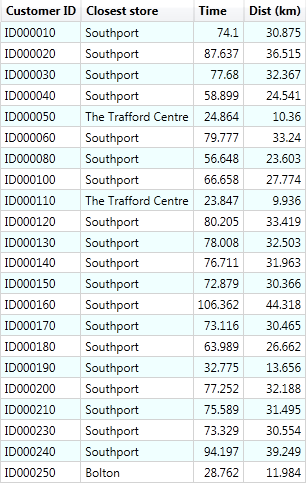 Customer ID Closest store Time Dist (km)
ID000010 Southport 74.1 30.875
ID000020 Southport 87.637 36.515
ID000030 Southport 77.68 32.367
ID000040 Southport 58.899 24.541
ID000050 The Trafford Centre 24.864 10.36
ID000060 Southport 79.777 33.24
ID000080 Southport 56.648 23.603
ID000100 Southport 66.658 27.774
ID000110 The Trafford Centre 23.847 9.936
ID000120 Southport 80.205 33.419
ID000130 Southport 78.008 32.503
ID000140 Southport 76.711 31.963
ID000150 Southport 72.879 30.366
ID000160 Southport 106.362 44.318
ID000170 Southport 73.116 30.465
ID000180 Southport 63.989 26.662
ID000190 Southport 32.775 13.656
ID000200 Southport 77.252 32.188
ID000210 Southport 75.589 31.495
ID000230 Southport 73.329 30.554
ID000240 Southport 94.197 39.249
ID000250 Bolton 28.762 11.984